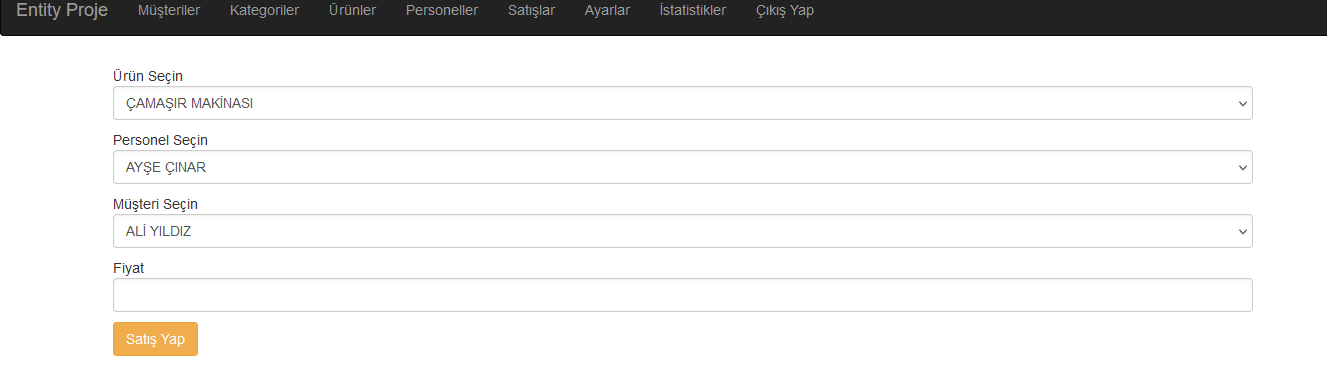 Entity Proje Müşteriler Kategoriler Ürünler Personeller Satışlar Ayarlar İstatistikler Çıkış Yap
Ürün Seçin
ÇAMAŞIR MAKİNASI
Personel Seçin
AYŞE ÇINAR
Müşteri Seçin
ALİ YILDIZ
Fiyat
Satış Yap